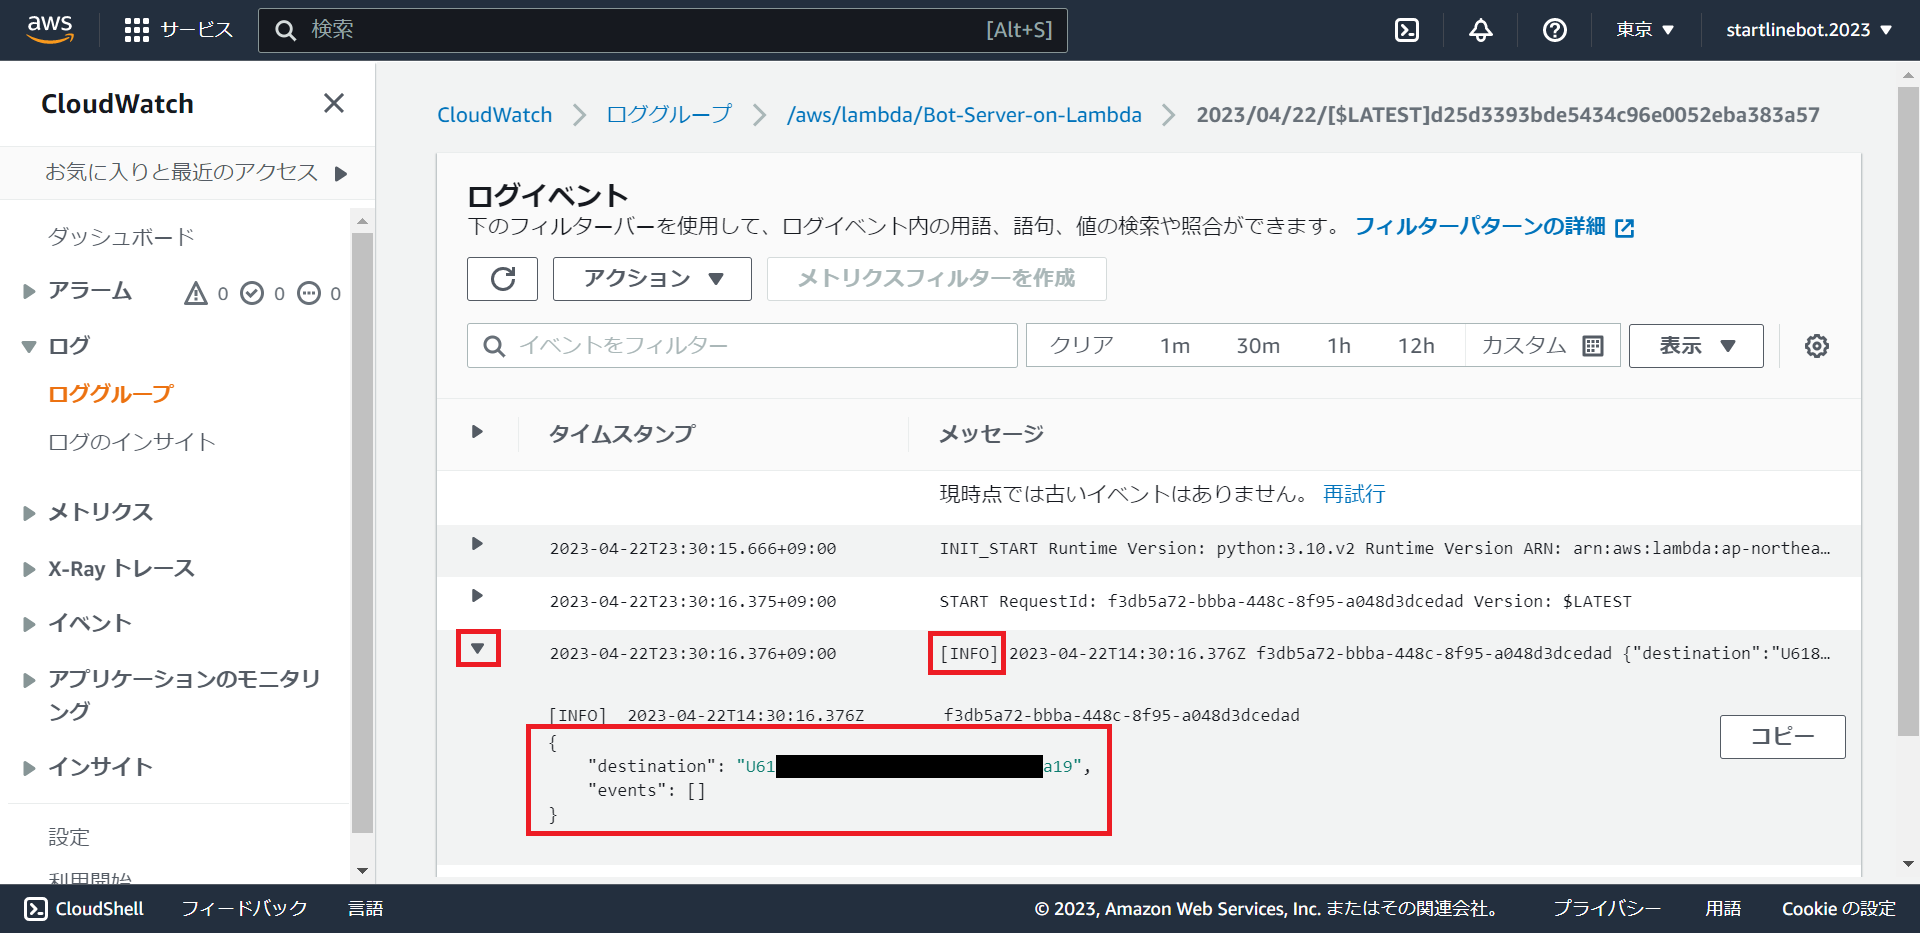 aws
サービス
検索
[Alt+S]
東京
startlinebot.2023
CloudWatch
お気に入りと最近のアクセス
ダッシュボード
アラーム
0
0
0
ログ
ロググループ
ログのインサイト
メトリクス
X-Ray トレース
イベント
アプリケーションのモニタリ
ング
インサイト
設定
利用開始
CloudWatch
ロググループ
/aws/lambda/Bot-Server-on-Lambda
2023/04/22/[$LATEST]d25d3393bde5434c96e0052eba383a57
ログイベント
下のフィルターバーを使用して、ログイベント内の用語、語句、値の検索や照合ができます。 フィルターパターンの詳細
アクション
メトリクスフィルターを作成
イベントをフィルター
クリア
1m
30m
1h
12h
カスタム
表示
タイムスタンプ
メッセージ
現時点では古いイベントはありません。 再試行
2023-04-22T23:30:15.666+09:00
INIT_START Runtime Version: python:3.10.v2 Runtime Version ARN: arn:aws:lambda:ap-northea…
2023-04-22T23:30:16.375+09:00
START RequestId: f3db5a72-bbba-448c-8f95-a048d3dcedad Version: $LATEST
2023-04-22T23:30:16.376+09:00
[INFO] 2023-04-22T14:30:16.376Z f3db5a72-bbba-448c-8f95-a048d3dcedad {"destination":"U618…
[INFO] 2023-04-22T14:30:16.376Z f3db5a72-bbba-448c-8f95-a048d3dcedad
{
"destination": "U61 a19",
"events": []
}
コピー
CloudShell
フィードバック
言語
© 2023, Amazon Web Services, Inc. またはその関連会社。
プライバシー
用語
Cookie の設定